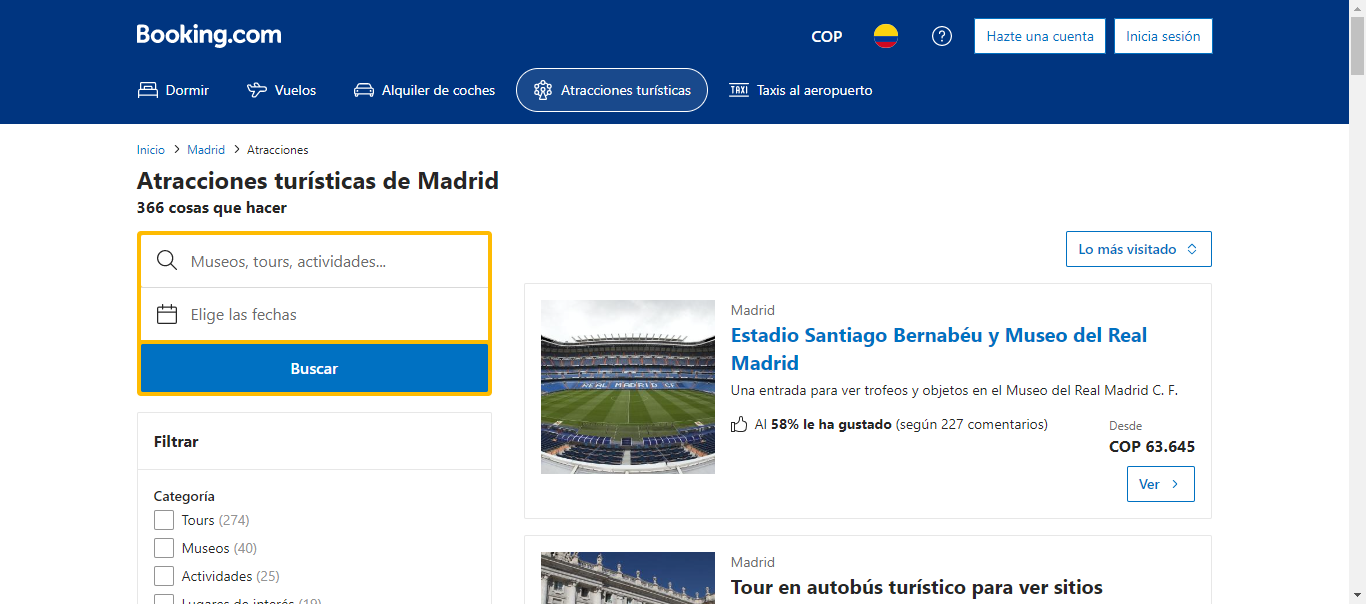 Booking.com
COP
Hazte una cuenta
Inicia sesión
Dormir
Vuelos
Alquiler de coches
Atracciones turísticas
TAXI Taxis al aeropuerto
Inicio > Madrid > Atracciones
Atracciones turísticas de Madrid
366 cosas que hacer
Museos, tours, actividades...
Elige las fechas
Buscar
Filtrar
Categoría
Tours (274)
Museos (40)
Actividades (25)
Lugares de interés (19)
Lo más visitado
Madrid
Estadio Santiago Bernabéu y Museo del Real
Madrid
Una entrada para ver trofeos y objetos en el Museo del Real Madrid C. F.
Al 58% le ha gustado (según 227 comentarios)
Desde
COP 63.645
Ver
REAL MADRID C.F.
Madrid
Tour en autobús turístico para ver sitios